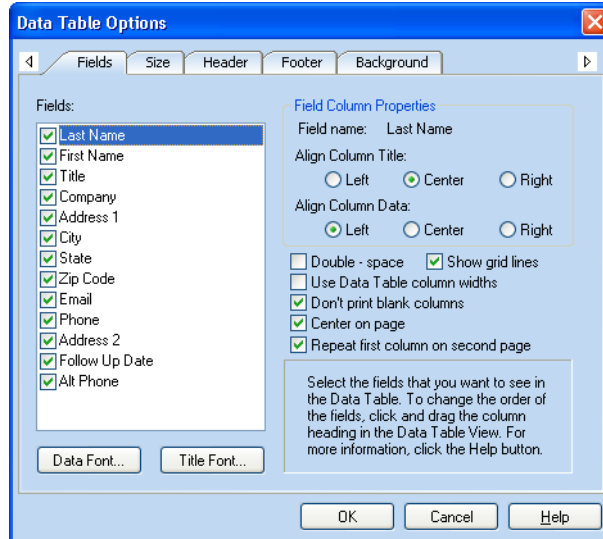 Data Table Options
Fields Size Header Footer Background
Fields:
Last Name
First Name
Title
Company
Address 1
City
State
Zip Code
Email
Phone
Address 2
Follow Up Date
Alt Phone
Data Font... Title Font...
Field Column Properties
Field name: Last Name
Align Column Title:
Left Center Right
Align Column Data:
Left Center Right
Double - space Show grid lines
Use Data Table column widths
Don't print blank columns
Center on page
Repeat first column on second page
Select the fields that you want to see in
the Data Table. To change the order of
the fields, click and drag the column
heading in the Data Table View. For
more information, click the Help button.
OK Cancel Help